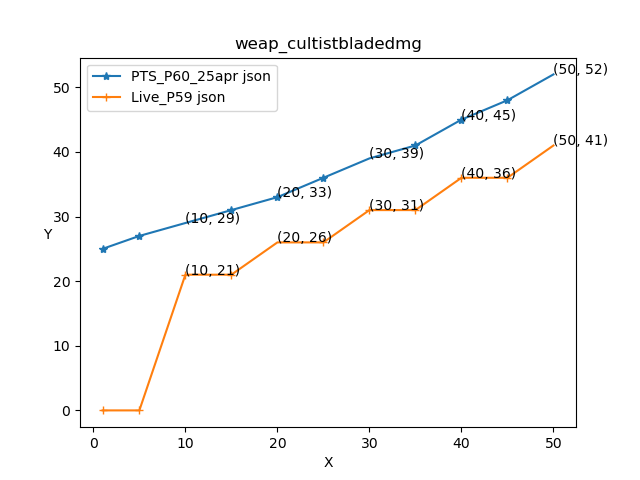 weap_cultistbladedmg
PTS_P60_25apr json
Live_P59 json
(50, 52)
(40, 45)
(30, 39)
(20, 33)
(10, 29)
(50, 41)
(40, 36)
(30, 31)
(20, 26)
(10, 21)
Y
50
40
30
20
10
0
0 10 20 30 40 50
X